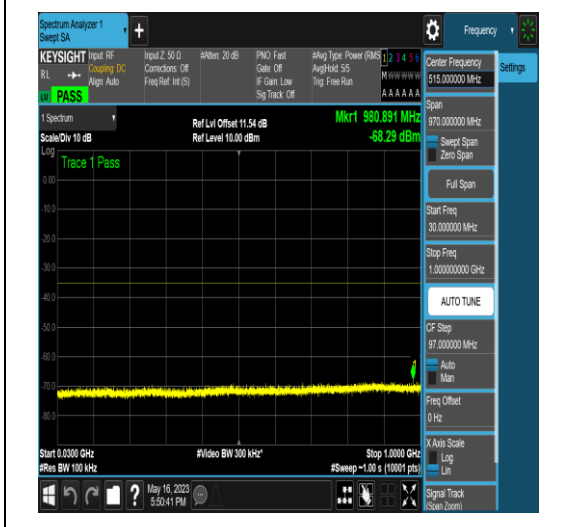 Spectrum Analyzer 1
Swept SA
Frequency
KEYSIGHT
RL
PASS
Input: RF
Coupling: DC
Align: Auto
Input Z: 50 Ω
Corrections: Off
Freq Ref: Int (S)
#Atten: 20 dB
PNO: Fast
Gate: Off
IF Gain: Low
Sig Track: Off
#Avg Type: Power (RMS
Avg|Hold: 5/5
Trig: Free Run
1 2 3 4 5 6
M W W W W W
A A A A A A
Center Frequency
515.000000 MHz
Settings
Span
970.000000 MHz
Swept Span
Zero Span
Full Span
Start Freq
30.000000 MHz
Stop Freq
1.000000000 GHz
AUTO TUNE
CF Step
97.000000 MHz
Auto
Man
Freq Offset
0 Hz
X Axis Scale
Log
Lin
Signal Track
(Span Zoom)
1 Spectrum
Scale/Div 10 dB
Ref Lvl Offset 11.54 dB
Ref Level 10.00 dBm
Mkr1 980.891 MHz
-68.29 dBm
Log
Trace 1 Pass
0.00
-10.0
-20.0
-30.0
-40.0
-50.0
-60.0
-70.0
-80.0
1
Start 0.0300 GHz
#Res BW 100 kHz
#Video BW 300 kHz*
Stop 1.0000 GHz
#Sweep ~1.00 s (10001 pts)
?
May 16, 2023
5:50:41 PM